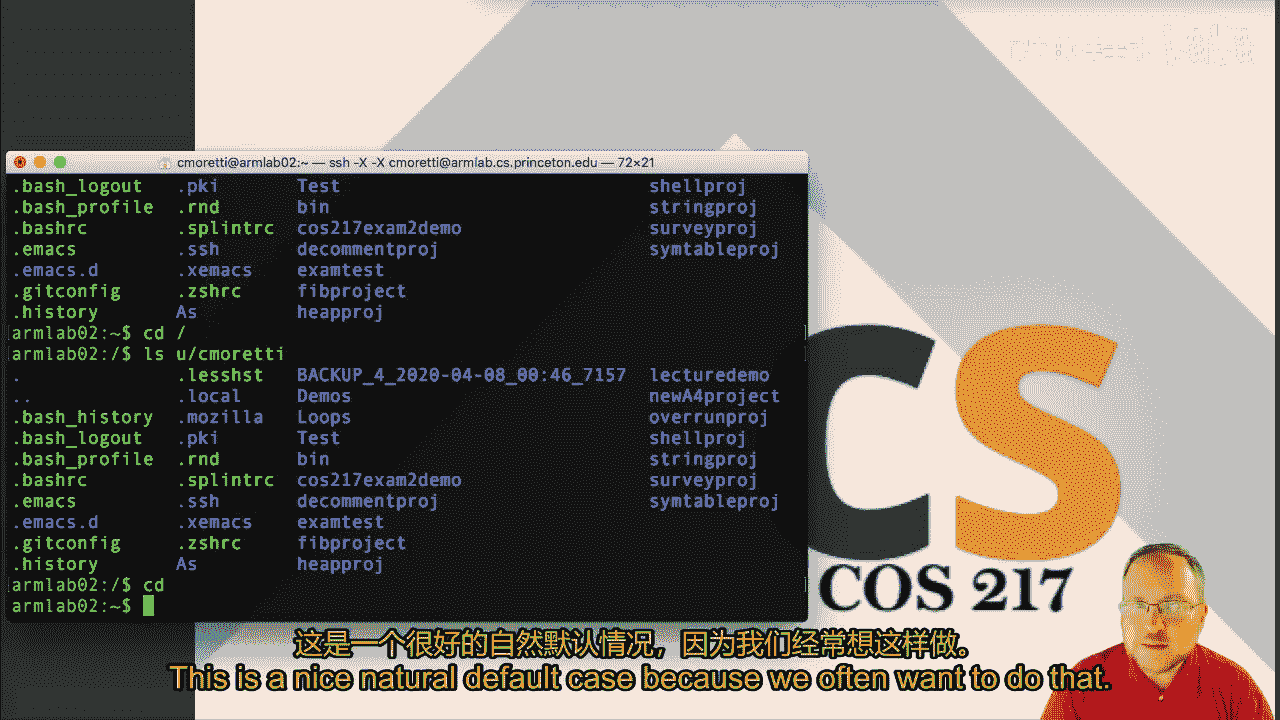 cmoretti@armlab02:~ — ssh -X -X cmoretti@armlab.cs.princeton.edu — 72×21
.bash_logout .pki Test shellproj
.bash_profile .rnd bin stringproj
.bashrc .splintrc cos217exam2demo surveyproj
.emacs .ssh decommentproj symtableproj
.emacs.d .xemacs examtest
.gitconfig .zshrc fibproject
.history As heapproj
armlab02:~$ cd /
armlab02:/$ ls u/cmoretti
. .lesshst BACKUP_4_2020-04-08_00:46_7157 lecturedemo
.. .local Demos newA4project
.bash_history .mozilla Loops overrunproj
.bash_logout .pki Test shellproj
.bash_profile .rnd bin stringproj
.bashrc .splintrc cos217exam2demo surveyproj
.emacs .ssh decommentproj symtableproj
.emacs.d .xemacs examtest
.gitconfig .zshrc fibproject
.history As heapproj
armlab02:/$ cd
armlab02:~$
CS
COS 217
这是一个很好的自然默认情况，因为我们经常想这样做。
This is a nice natural default case because we often want to do that.